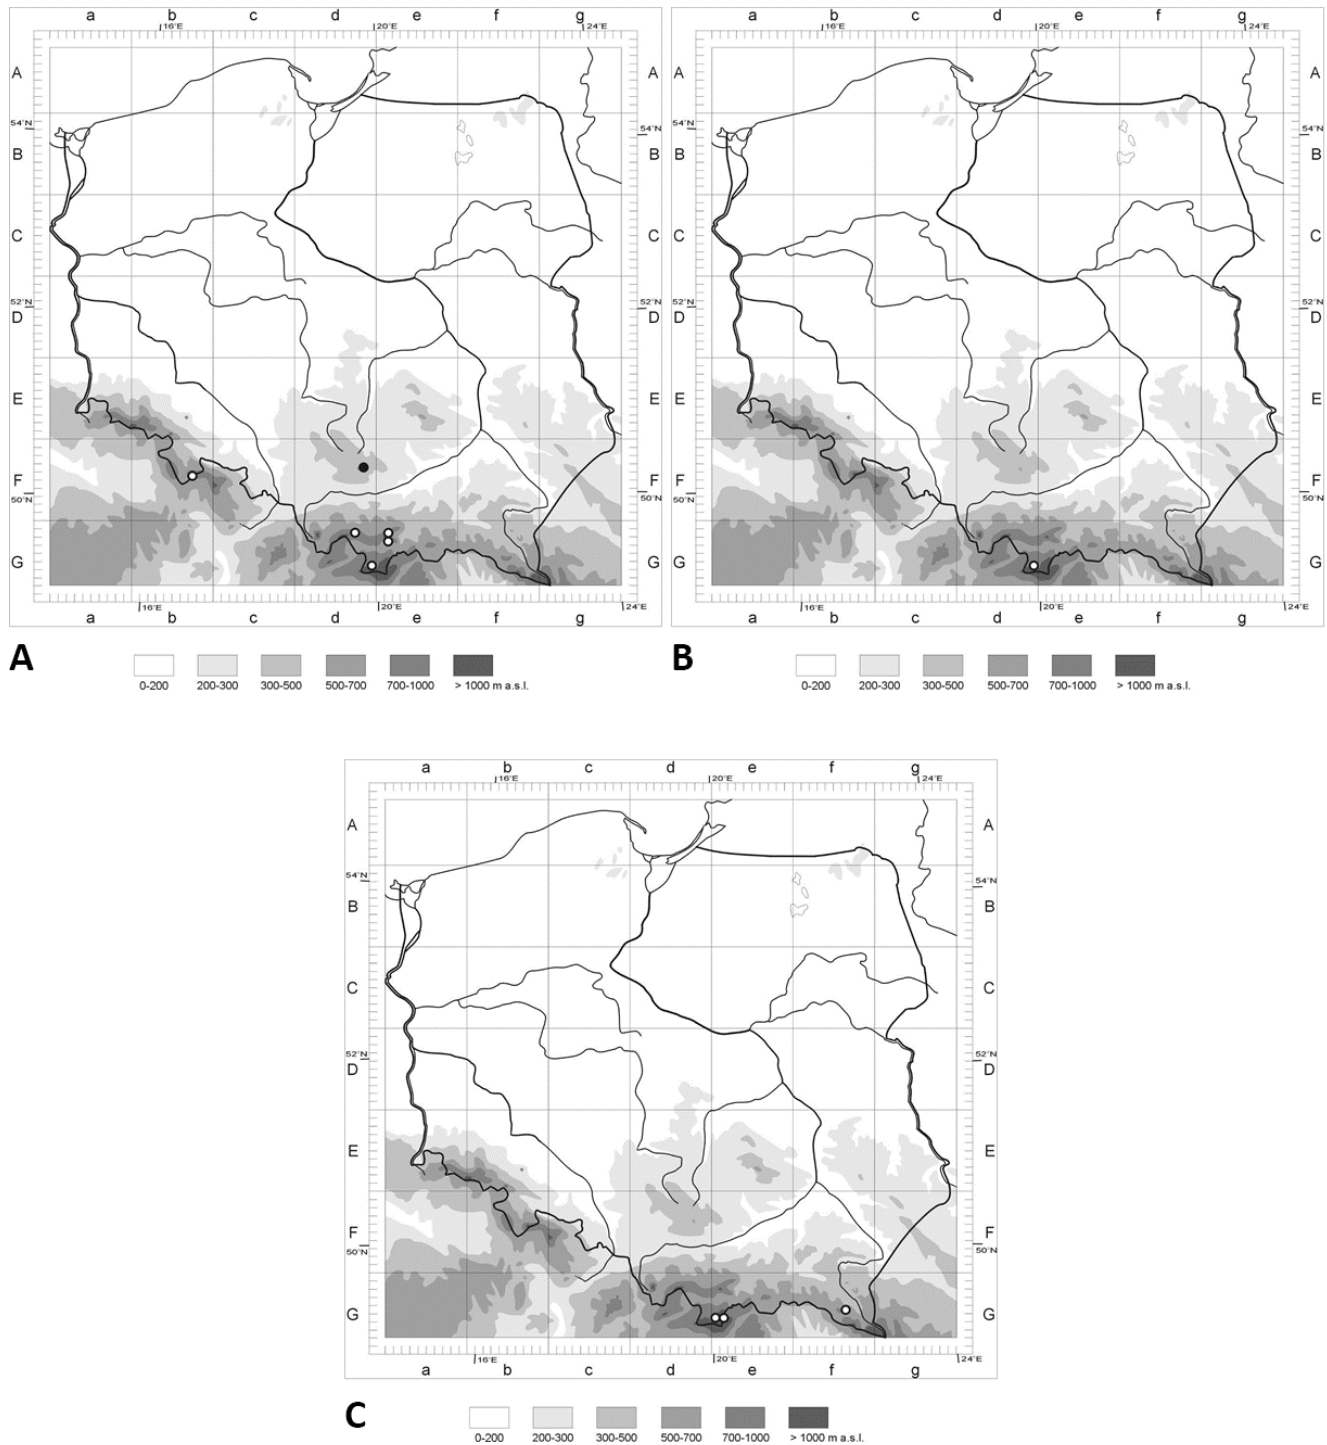 a b c d e f g
16°E 20°E 24°E
A A
54°N 54°N
B B
C C
52°N 52°N
D D
E E
F F
50°N 50°N
G G
16°E 20°E 24°E
a b c d e f g
A
0-200 200-300 300-500 500-700 700-1000 > 1000 m a.s.l.
a b c d e f g
16°E 20°E 24°E
A A
54°N 54°N
B B
C C
52°N 52°N
D D
E E
F F
50°N 50°N
G G
16°E 20°E 24°E
a b c d e f g
B
0-200 200-300 300-500 500-700 700-1000 > 1000 m a.s.l.
a b c d e f g
16°E 20°E 24°E
A A
54°N 54°N
B B
C C
52°N 52°N
D D
E E
F F
50°N 50°N
G G
16°E 20°E 24°E
a b c d e f g
C
0-200 200-300 300-500 500-700 700-1000 > 1000 m a.s.l.